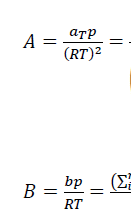 A = a_T p / (RT)² =
B = bp / RT = (Σ